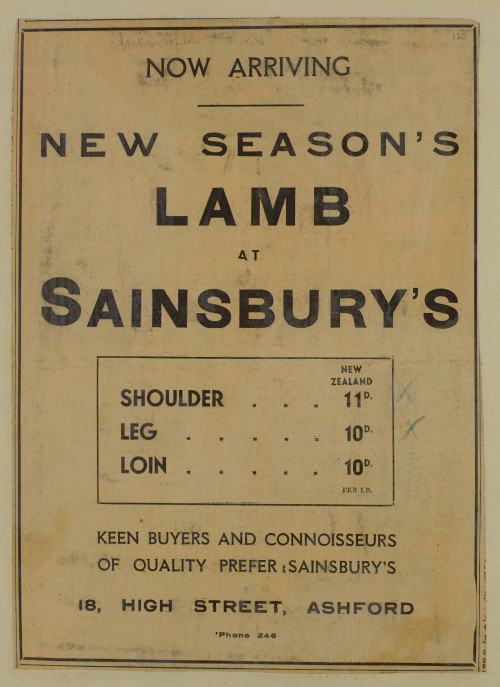 123
NOW ARRIVING
NEW SEASON'S
LAMB
AT
SAINSBURY'S
NEW
ZEALAND
SHOULDER . . . 11D.
LEG . . . . . 10D.
LOIN . . . . . 10D.
PER LB.
KEEN BUYERS AND CONNOISSEURS
OF QUALITY PREFER : SAINSBURY'S
18, HIGH STREET, ASHFORD
'Phone 246